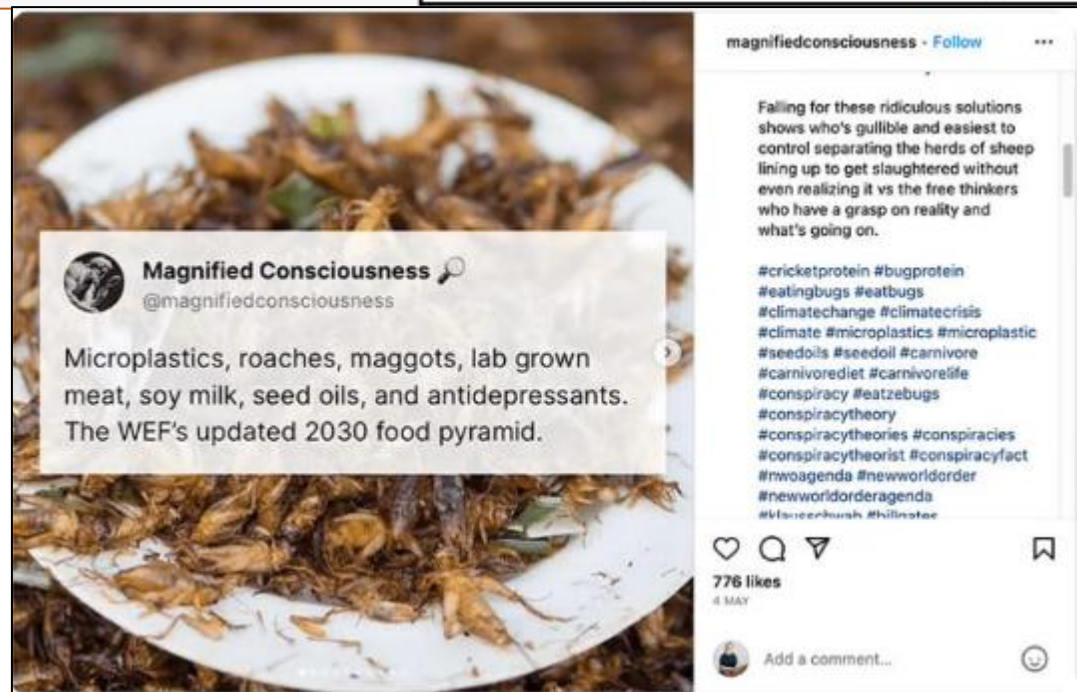 magnifiedconsciousness · Follow
Falling for these ridiculous solutions
shows who's gullible and easiest to
control separating the herds of sheep
lining up to get slaughtered without
even realizing it vs the free thinkers
who have a grasp on reality and
what's going on.
#cricketprotein #bugprotein
#eatingbugs #eatbugs
#climatechange #climatecrisis
#climate #microplastics #microplastic
#seedoils #seedoil #carnivore
#carnivorediet #carnivorelife
#conspiracy #eatzebugs
#conspiracytheory
#conspiracytheories #conspiracies
#conspiracytheorist #conspiracyfact
#nwoagenda #newworldorder
#newworldorderagenda
#klausschwab #billgates
776 likes
4 MAY
Add a comment...
Magnified Consciousness
@magnifiedconsciousness
Microplastics, roaches, maggots, lab grown
meat, soy milk, seed oils, and antidepressants.
The WEF's updated 2030 food pyramid.